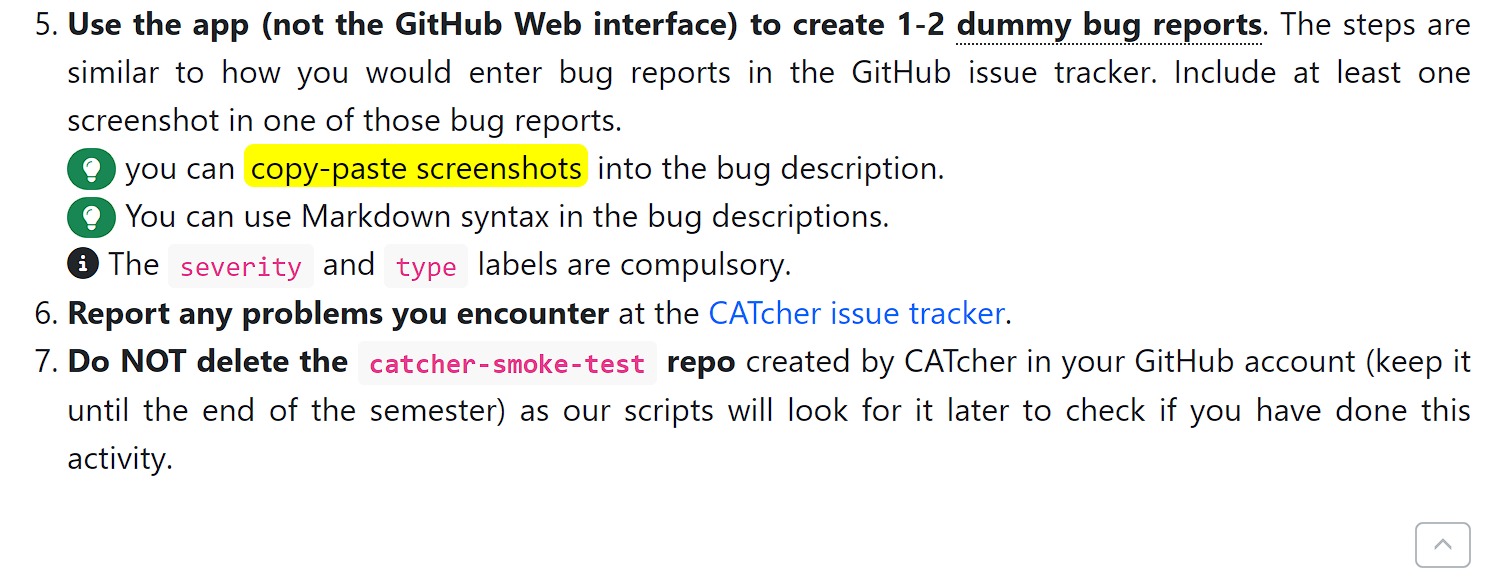 5. Use the app (not the GitHub Web interface) to create 1-2 dummy bug reports. The steps are
similar to how you would enter bug reports in the GitHub issue tracker. Include at least one
screenshot in one of those bug reports.
you can copy-paste screenshots into the bug description.
You can use Markdown syntax in the bug descriptions.
The severity and type labels are compulsory.
6. Report any problems you encounter at the CATcher issue tracker.
7. Do NOT delete the catcher-smoke-test repo created by CATcher in your GitHub account (keep it
until the end of the semester) as our scripts will look for it later to check if you have done this
activity.